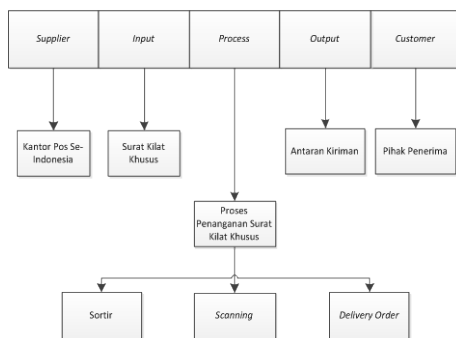 Supplier
Input
Process
Output
Customer
Kantor Pos Se-
Indonesia
Surat Kilat
Khusus
Antaran Kiriman
Pihak Penerima
Proses
Penanganan Surat
Kilat Khusus
Sortir
Scanning
Delivery Order